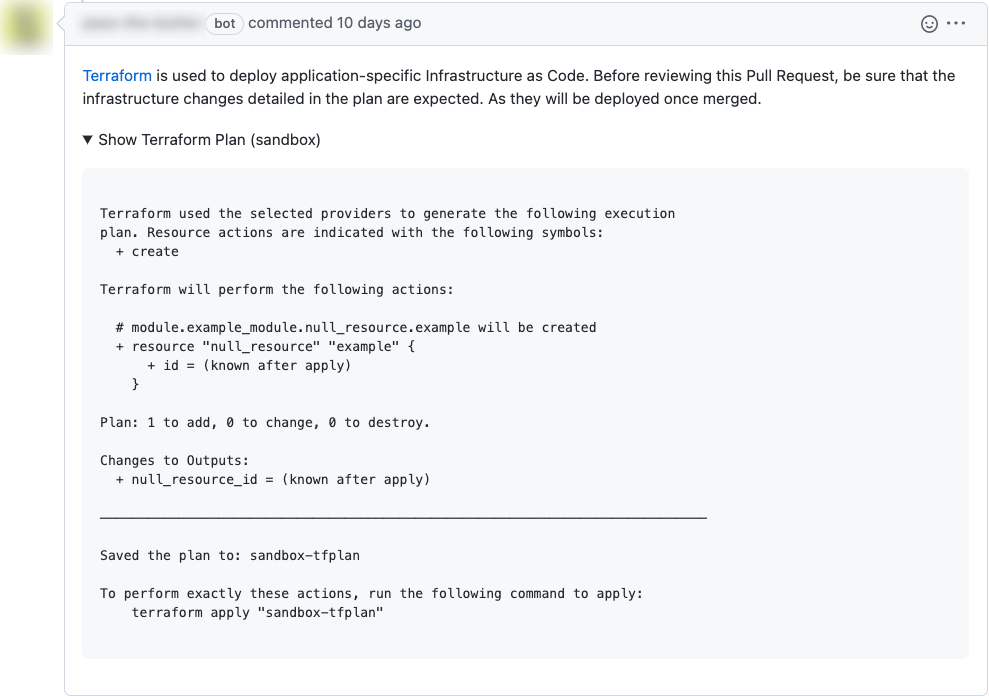 bot commented 10 days ago
Terraform is used to deploy application-specific Infrastructure as Code. Before reviewing this Pull Request, be sure that the
infrastructure changes detailed in the plan are expected. As they will be deployed once merged.
▼ Show Terraform Plan (sandbox)
Terraform used the selected providers to generate the following execution
plan. Resource actions are indicated with the following symbols:
  + create
Terraform will perform the following actions:
  # module.example_module.null_resource.example will be created
  + resource "null_resource" "example" {
      + id = (known after apply)
    }
Plan: 1 to add, 0 to change, 0 to destroy.
Changes to Outputs:
  + null_resource_id = (known after apply)
Saved the plan to: sandbox-tfplan
To perform exactly these actions, run the following command to apply:
    terraform apply "sandbox-tfplan"